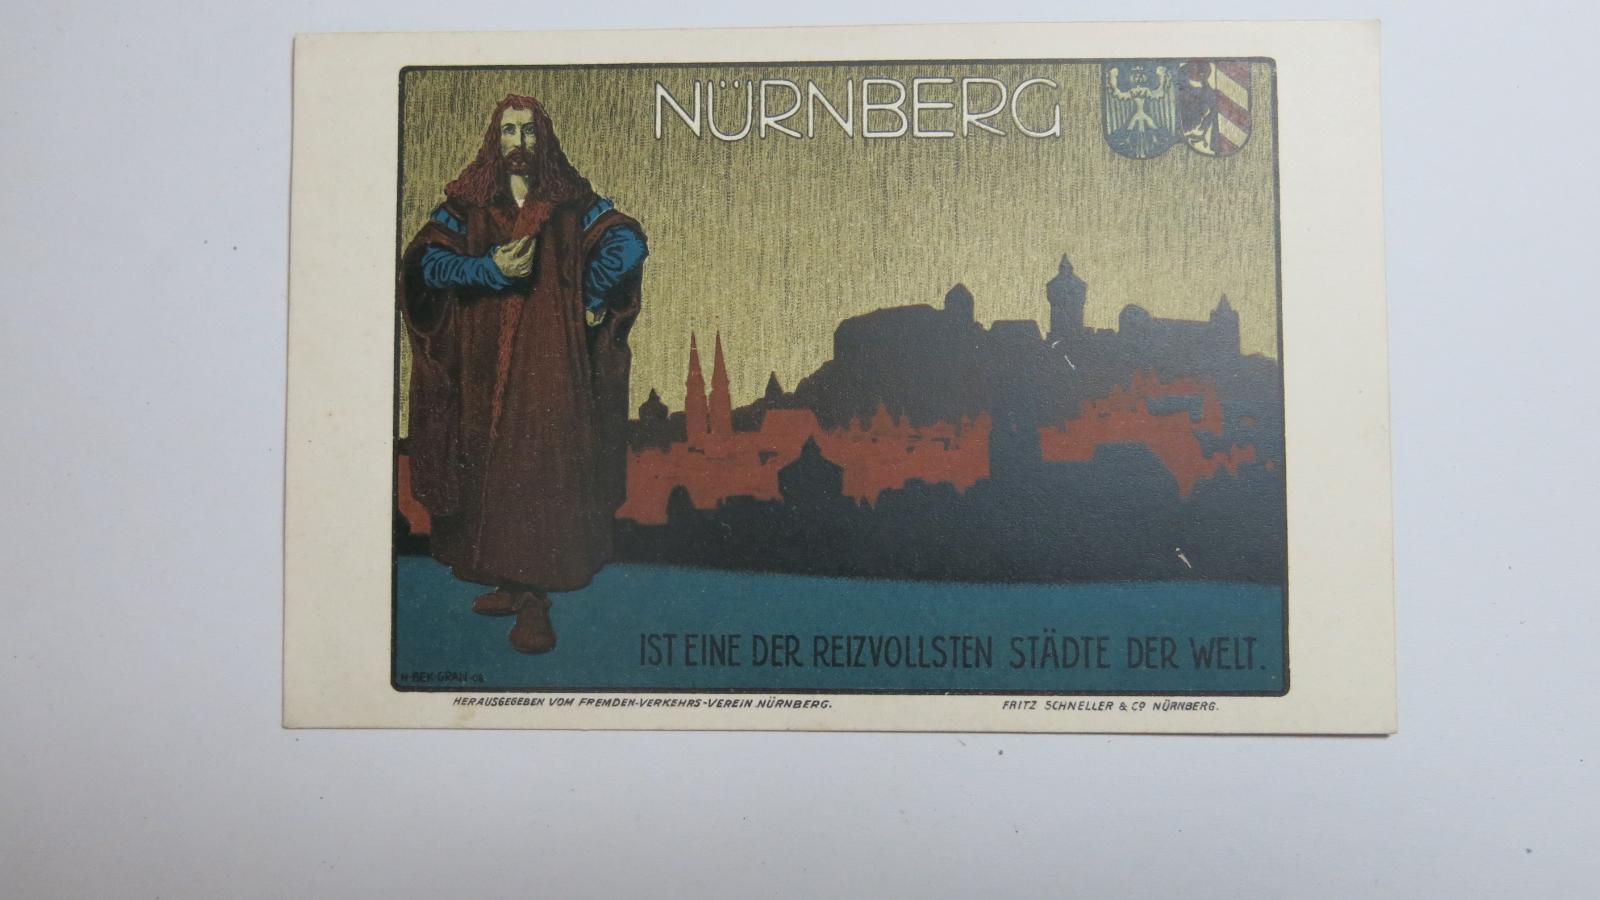 NÜRNBERG
IST EINE DER REIZVOLLSTEN STÄDTE DER WELT.
H·BEK·GRAN·08
HERAUSGEGEBEN VOM FREMDEN-VERKEHRS-VEREIN NÜRNBERG.
FRITZ SCHNELLER & Co NÜRNBERG.